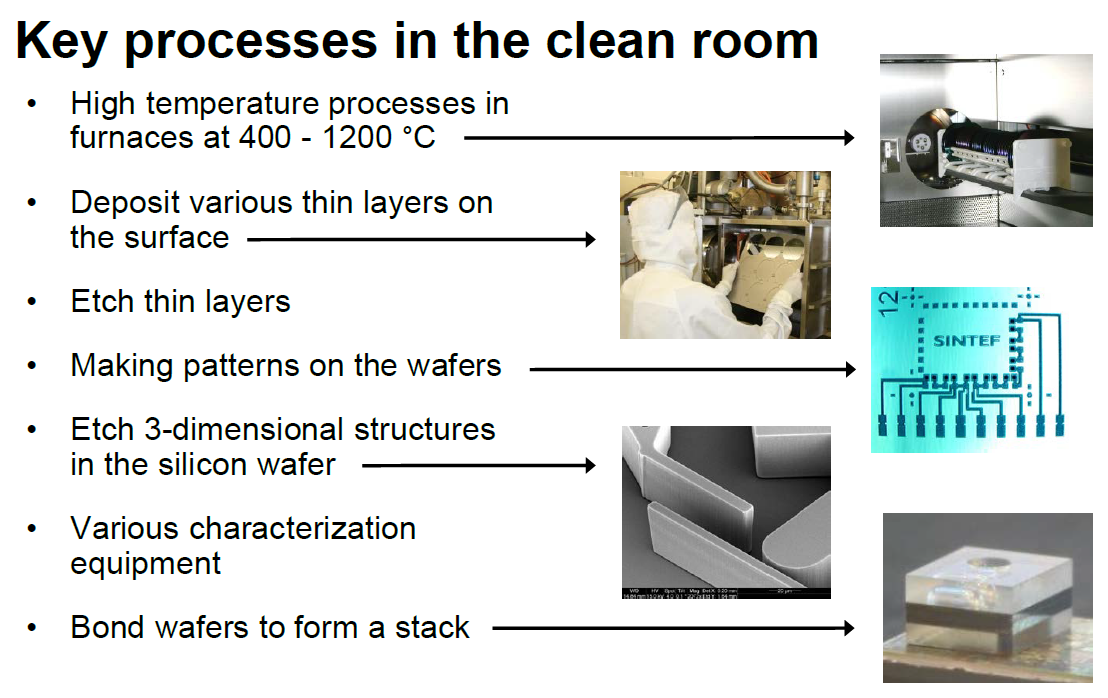 Key processes in the clean room
• High temperature processes in
furnaces at 400 - 1200 °C
• Deposit various thin layers on
the surface
• Etch thin layers
• Making patterns on the wafers
• Etch 3-dimensional structures
in the silicon wafer
• Various characterization
equipment
• Bond wafers to form a stack
12
SINTEF